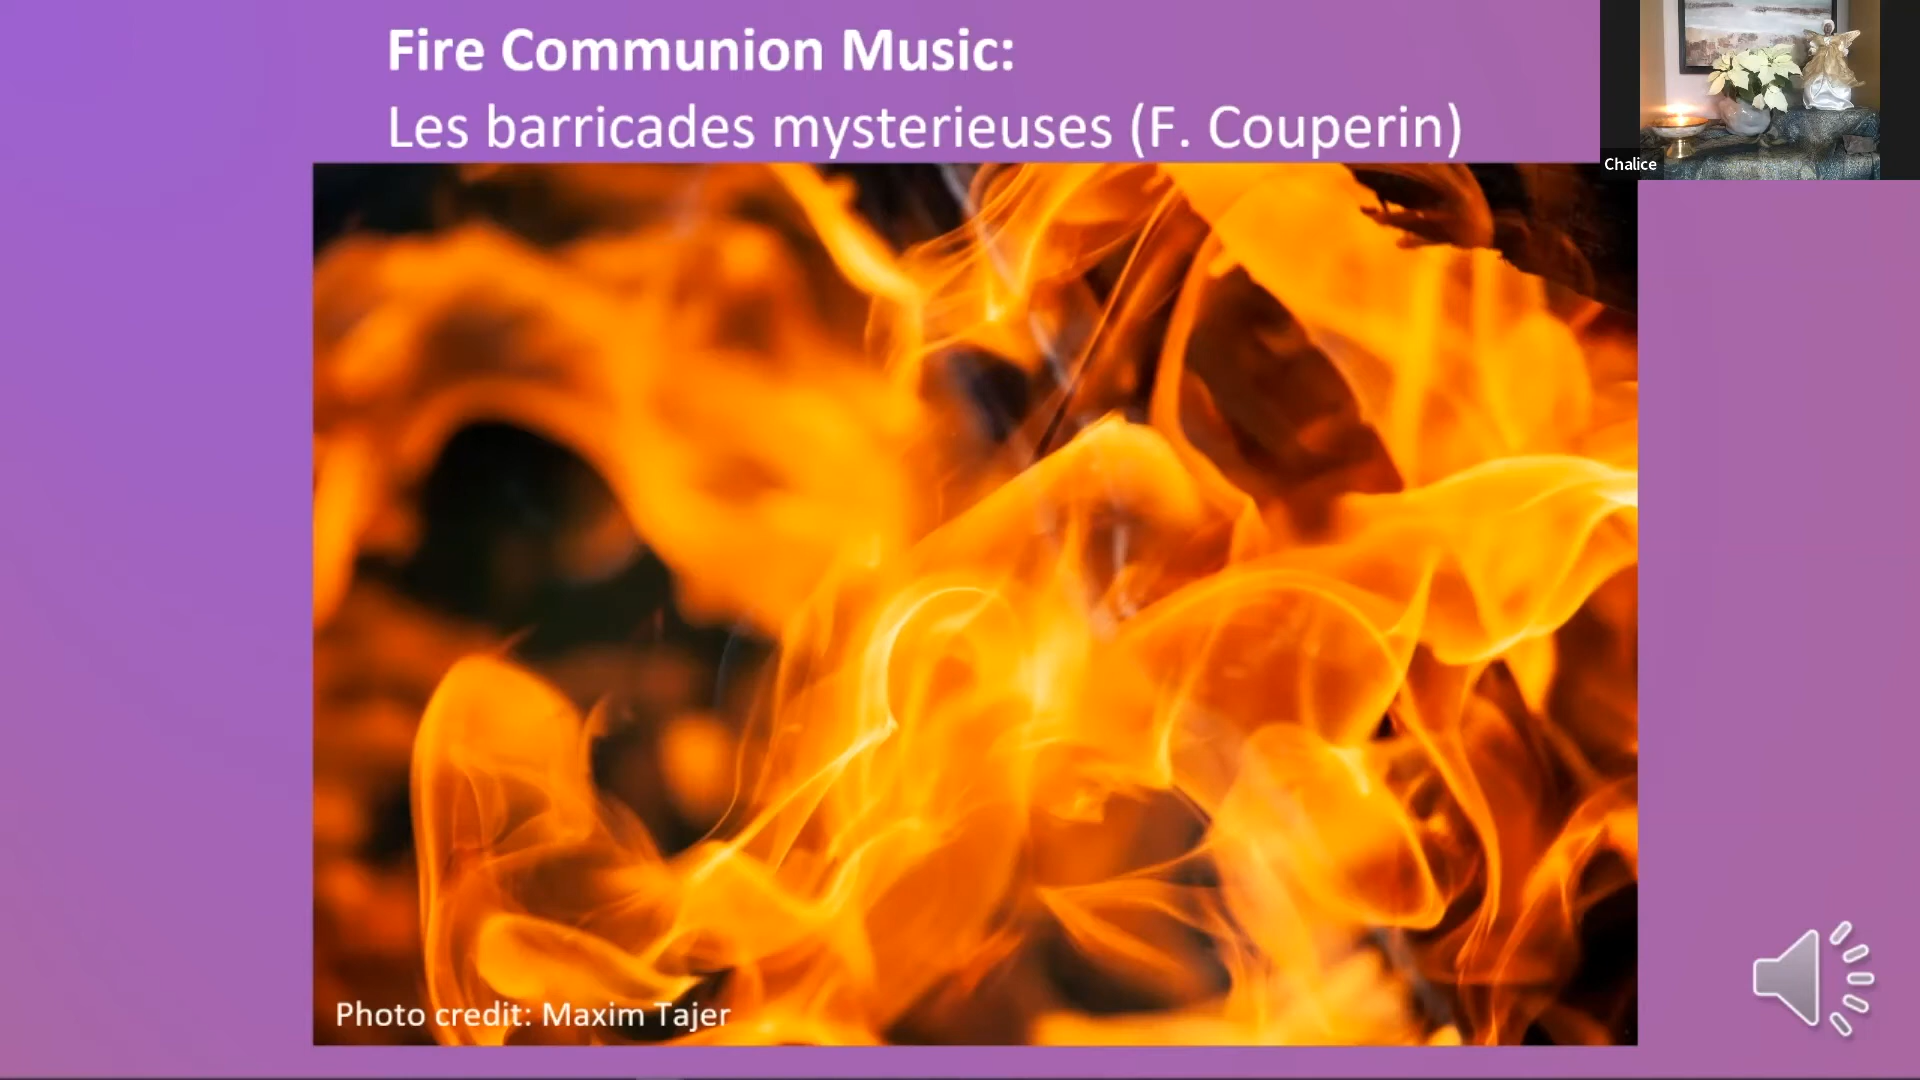 Fire Communion Music:
Les barricades mysterieuses (F. Couperin)
Chalice
Photo credit: Maxim Tajer